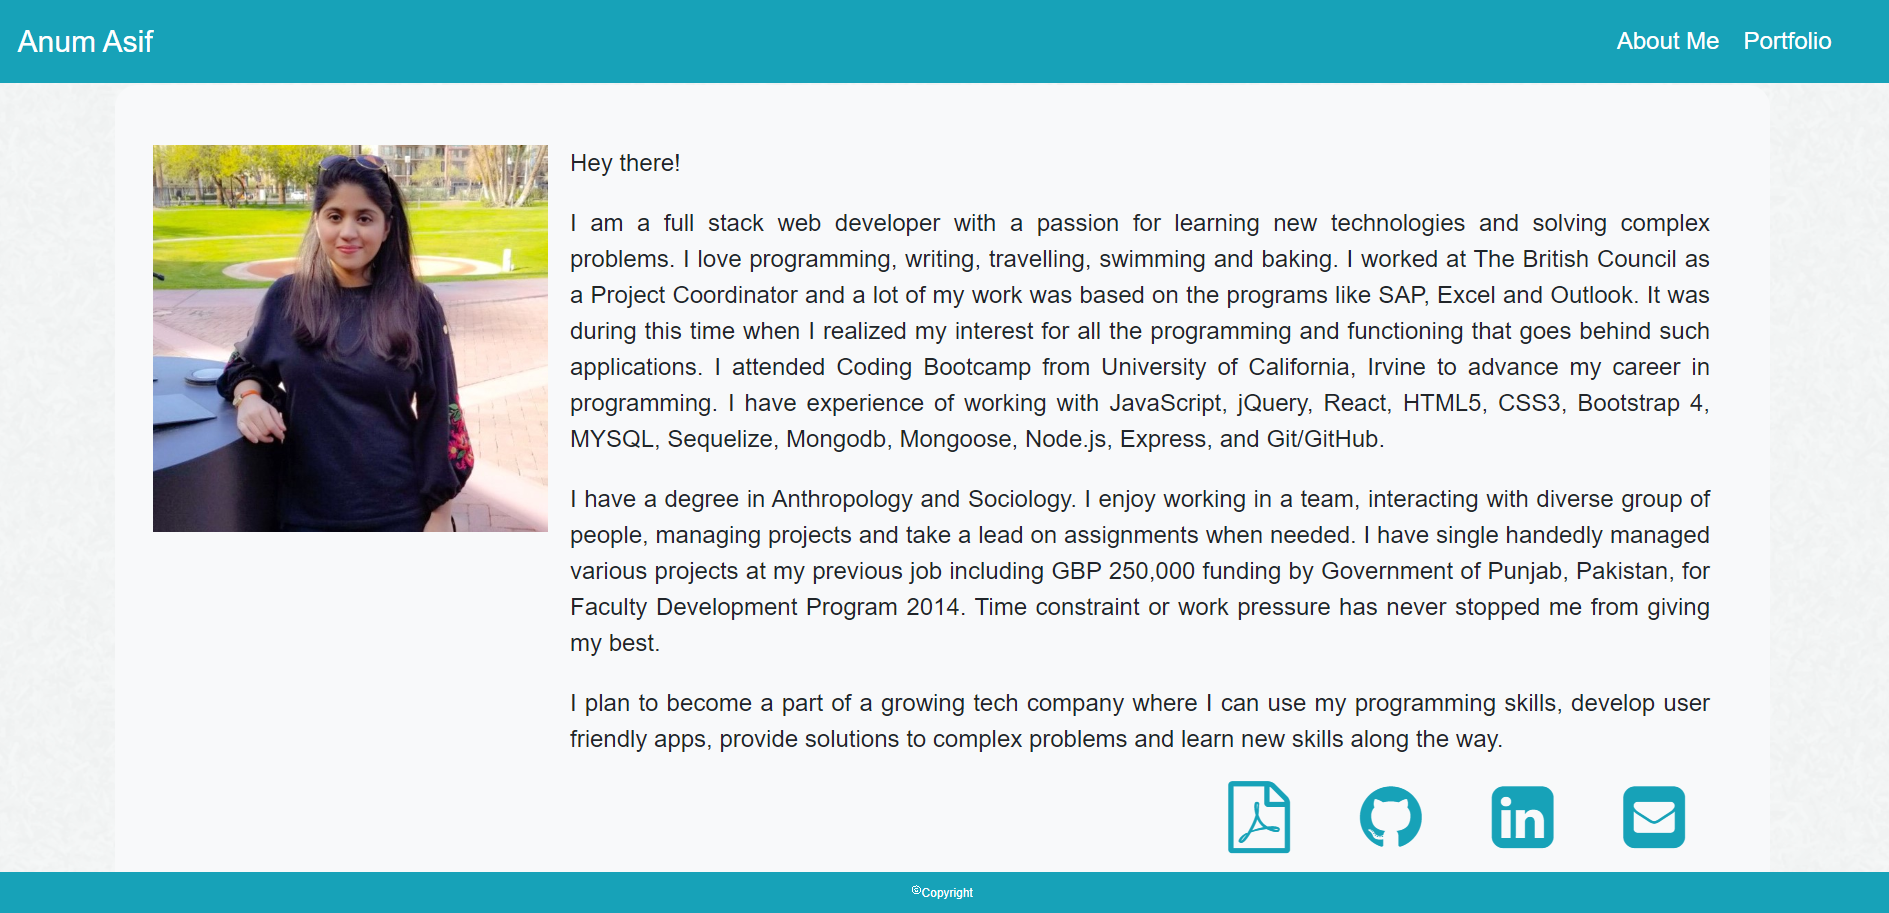 Anum Asif
About Me Portfolio
Hey there!
I am a full stack web developer with a passion for learning new technologies and solving complex
problems. I love programming, writing, travelling, swimming and baking. I worked at The British Council as
a Project Coordinator and a lot of my work was based on the programs like SAP, Excel and Outlook. It was
during this time when I realized my interest for all the programming and functioning that goes behind such
applications. I attended Coding Bootcamp from University of California, Irvine to advance my career in
programming. I have experience of working with JavaScript, jQuery, React, HTML5, CSS3, Bootstrap 4,
MYSQL, Sequelize, Mongodb, Mongoose, Node.js, Express, and Git/GitHub.
I have a degree in Anthropology and Sociology. I enjoy working in a team, interacting with diverse group of
people, managing projects and take a lead on assignments when needed. I have single handedly managed
various projects at my previous job including GBP 250,000 funding by Government of Punjab, Pakistan, for
Faculty Development Program 2014. Time constraint or work pressure has never stopped me from giving
my best.
I plan to become a part of a growing tech company where I can use my programming skills, develop user
friendly apps, provide solutions to complex problems and learn new skills along the way.
in
©Copyright